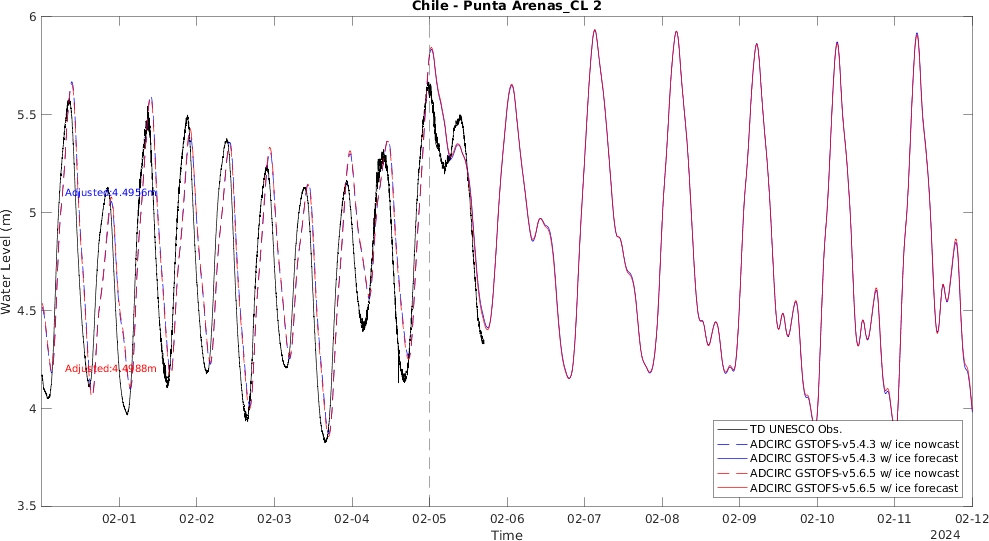 Chile - Punta Arenas_CL 2
Water Level (m)
6
5.5
5
4.5
4
3.5
Adjusted:4.4956m
Adjusted:4.4988m
TD UNESCO Obs.
ADCIRC GSTOFS-v5.4.3 w/ ice nowcast
ADCIRC GSTOFS-v5.4.3 w/ ice forecast
ADCIRC GSTOFS-v5.6.5 w/ ice nowcast
ADCIRC GSTOFS-v5.6.5 w/ ice forecast
02-01 02-02 02-03 02-04 02-05 02-06 02-07 02-08 02-09 02-10 02-11 02-12
Time
2024